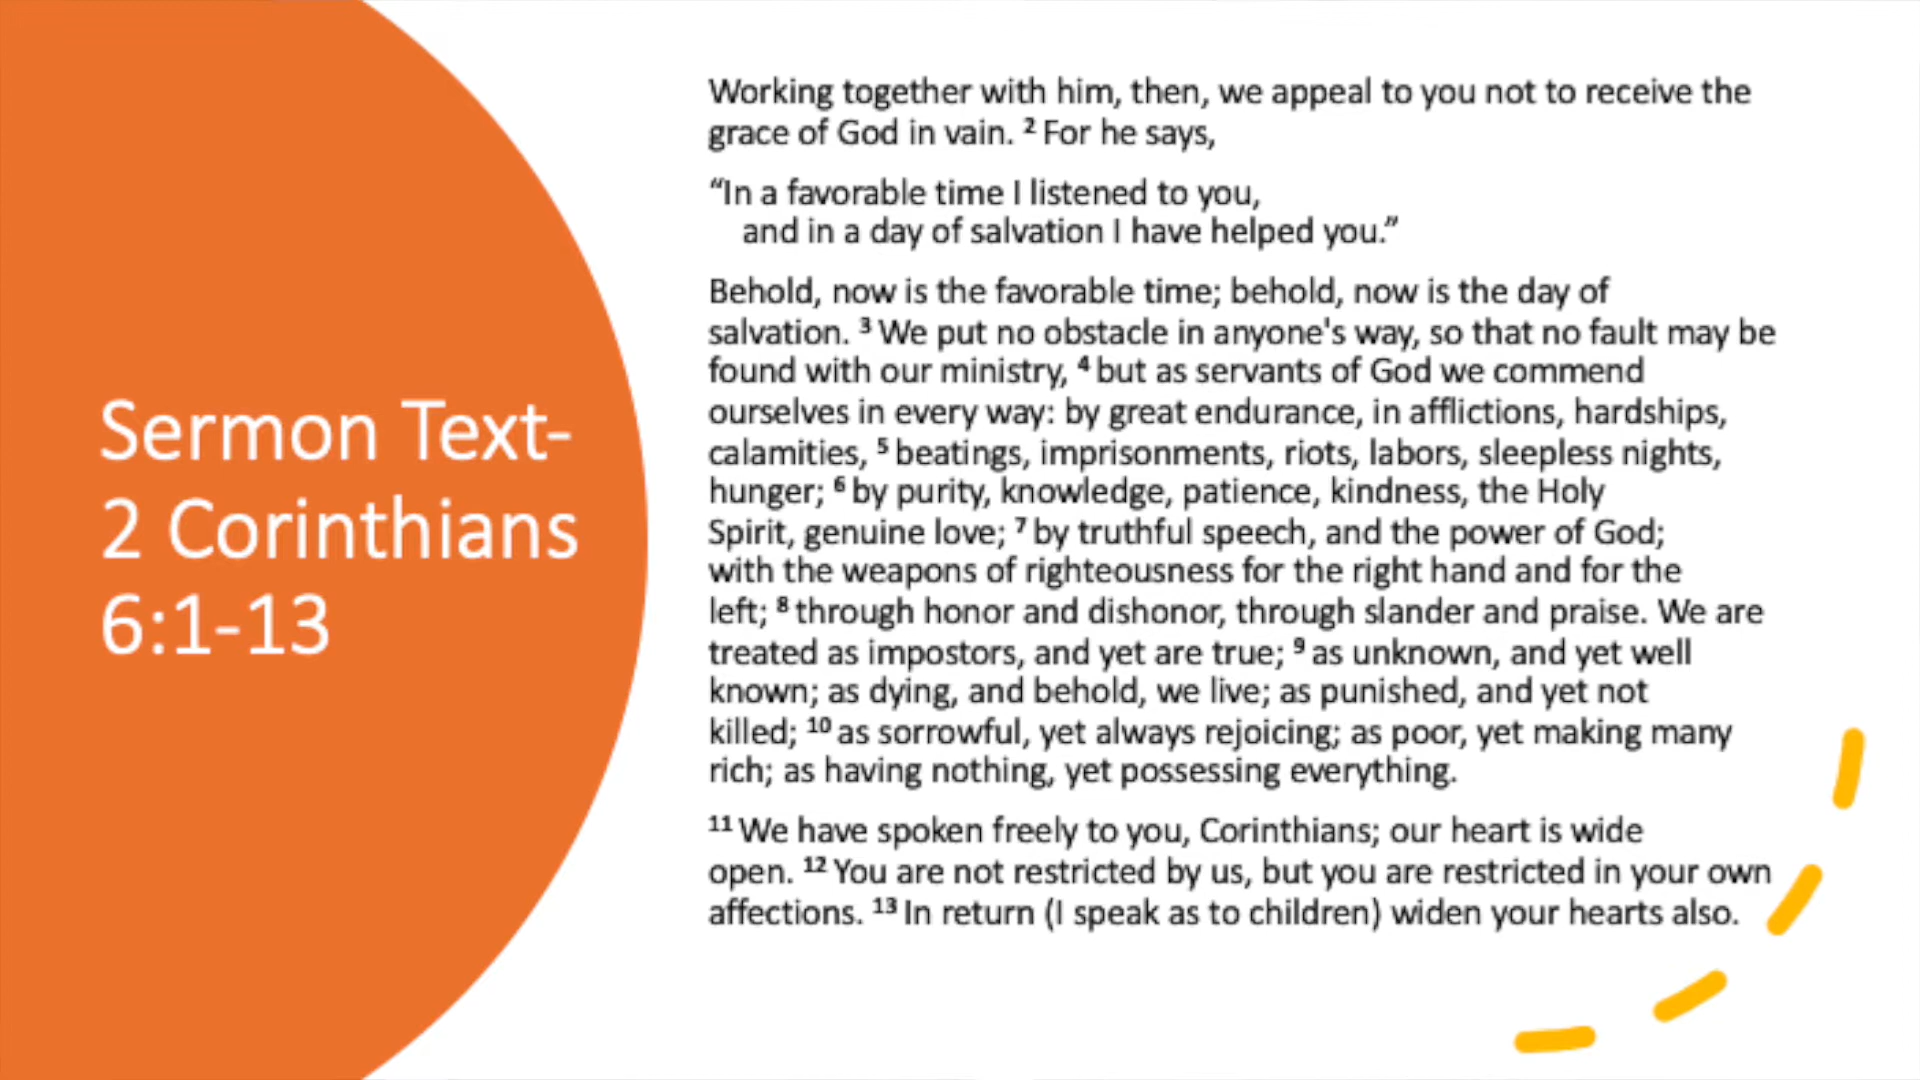 Sermon Text-
2 Corinthians
6:1-13
Working together with him, then, we appeal to you not to receive the
grace of God in vain. ² For he says,
“In a favorable time I listened to you,
and in a day of salvation I have helped you.”
Behold, now is the favorable time; behold, now is the day of
salvation. ³ We put no obstacle in anyone's way, so that no fault may be
found with our ministry, ⁴ but as servants of God we commend
ourselves in every way: by great endurance, in afflictions, hardships,
calamities, ⁵ beatings, imprisonments, riots, labors, sleepless nights,
hunger; ⁶ by purity, knowledge, patience, kindness, the Holy
Spirit, genuine love; ⁷ by truthful speech, and the power of God;
with the weapons of righteousness for the right hand and for the
left; ⁸ through honor and dishonor, through slander and praise. We are
treated as impostors, and yet are true; ⁹ as unknown, and yet well
known; as dying, and behold, we live; as punished, and yet not
killed; ¹⁰ as sorrowful, yet always rejoicing; as poor, yet making many
rich; as having nothing, yet possessing everything.
¹¹ We have spoken freely to you, Corinthians; our heart is wide
open. ¹² You are not restricted by us, but you are restricted in your own
affections. ¹³ In return (I speak as to children) widen your hearts also.